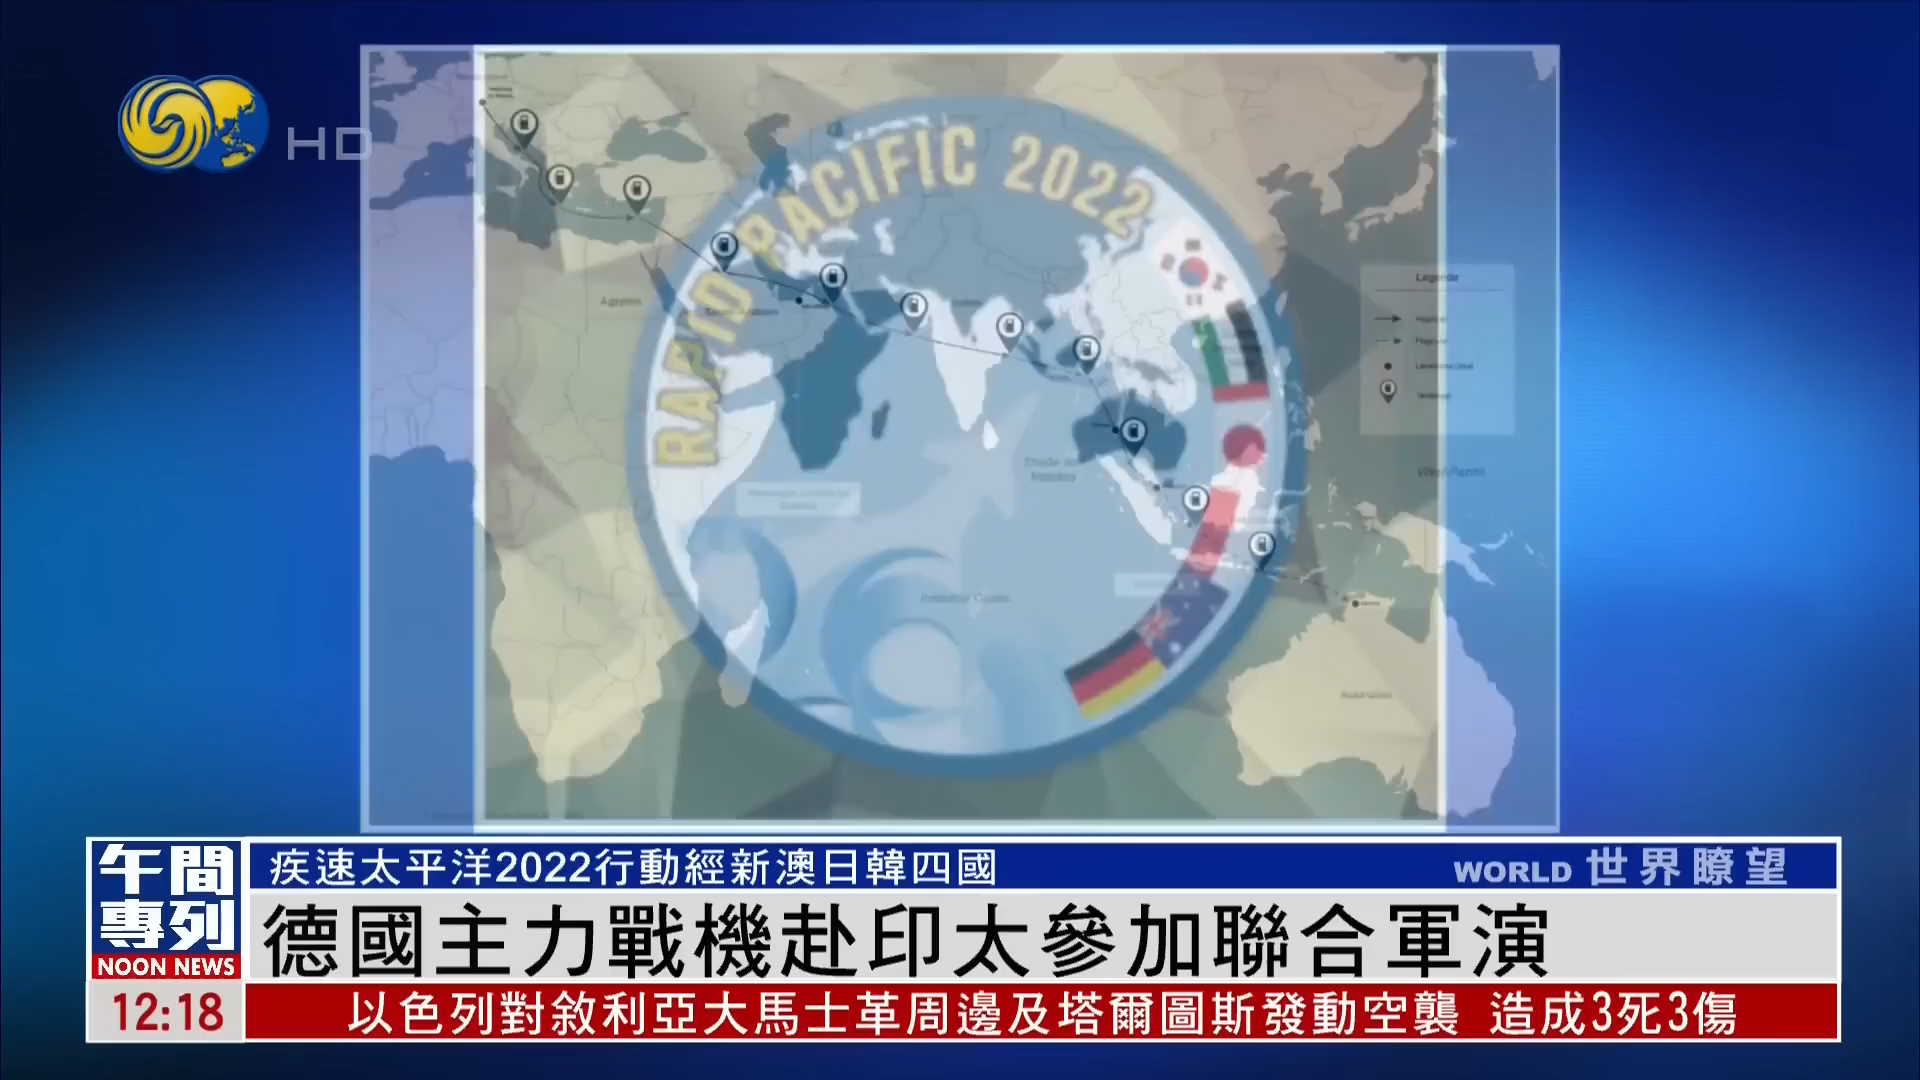 HD
RAPID PACIFIC 2022
Ägypten
Australien
午間
專列
NOON NEWS
12:18
疾速太平洋2022行動經新澳日韓四國
WORLD 世界瞭望
德國主力戰機赴印太參加聯合軍演
以色列對敘利亞大馬士革周邊及塔爾圖斯發動空襲 造成3死3傷